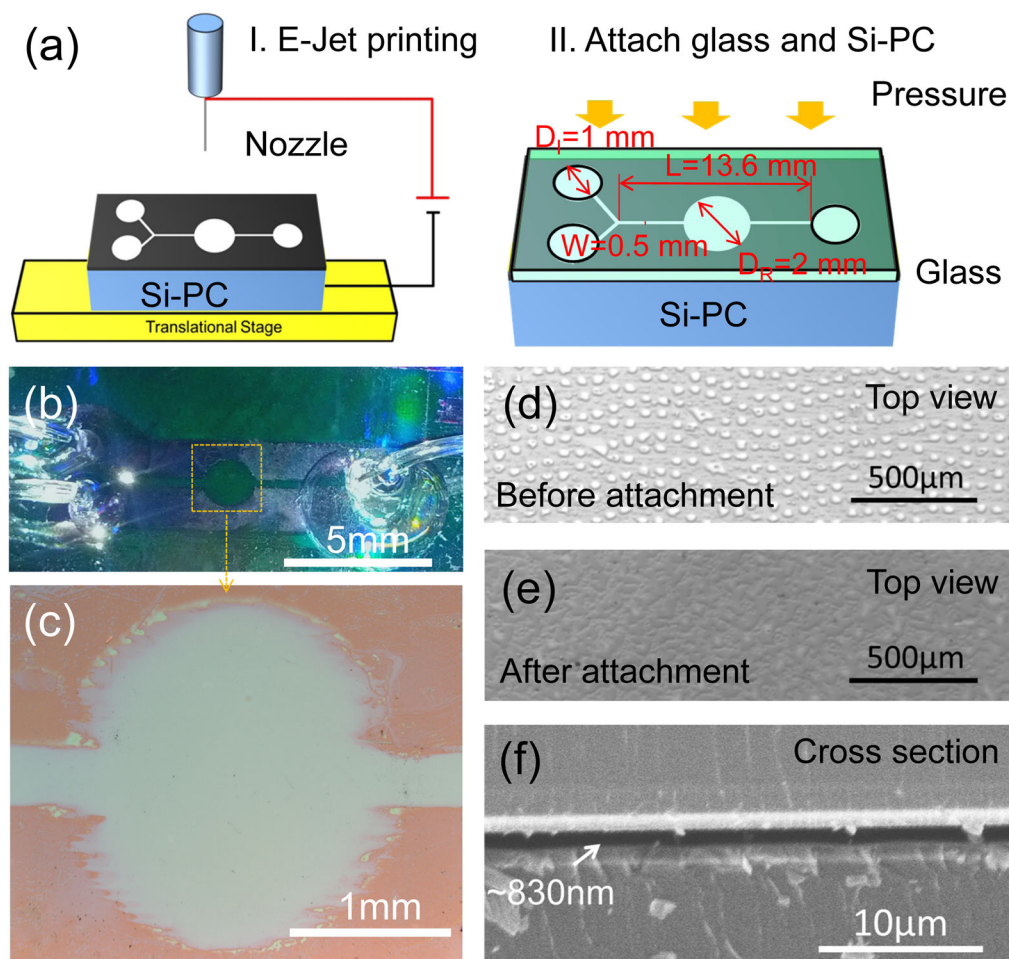 (a)
I. E-Jet printing
Nozzle
Si-PC
Translational Stage
II. Attach glass and Si-PC
Pressure
D_I=1 mm
L=13.6 mm
W=0.5 mm
D_R=2 mm
Glass
Si-PC
(b)
5mm
(c)
1mm
(d)
Top view
Before attachment
500μm
(e)
Top view
After attachment
500μm
(f)
Cross section
~830nm
10μm